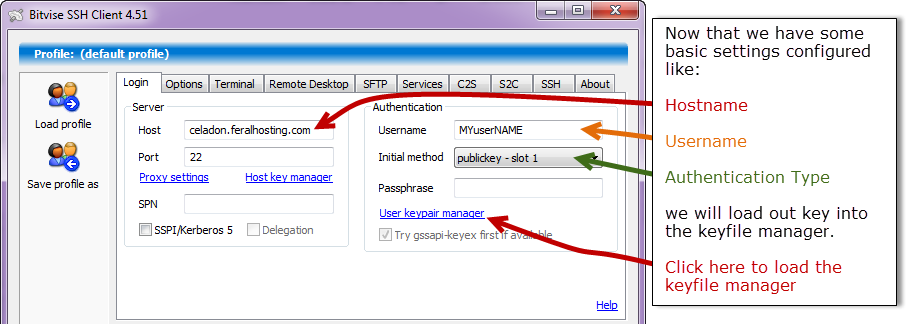 Bitvise SSH Client 4.51
Profile: (default profile)
Load profile
Save profile as
Login Options Terminal Remote Desktop SFTP Services C2S S2C SSH About
Server
Host celadon.feralhosting.com
Port 22
Proxy settings Host key manager
SPN
SSPI/Kerberos 5 Delegation
Authentication
Username MYuserNAME
Initial method publickey - slot 1
Passphrase
User keypair manager
Try gssapi-keyex first if available
Help
Now that we have some
basic settings configured
like:
Hostname
Username
Authentication Type
we will load out key into
the keyfile manager.
Click here to load the
keyfile manager